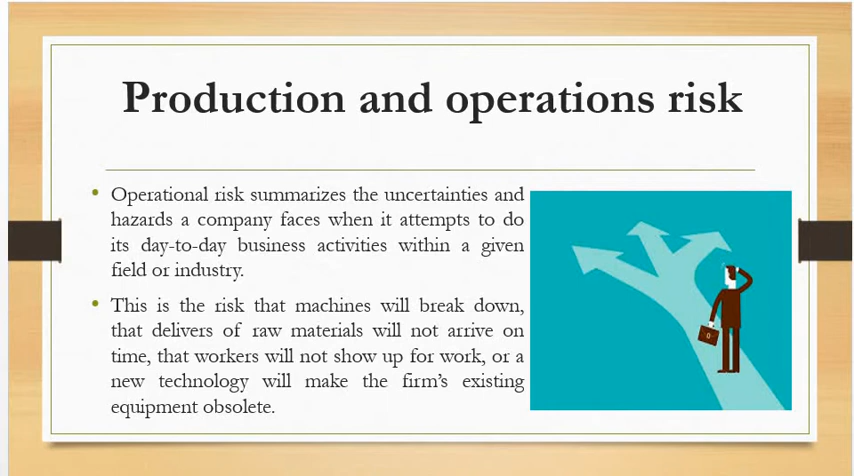 Production and operations risk
• Operational risk summarizes the uncertainties and
hazards a company faces when it attempts to do
its day-to-day business activities within a given
field or industry.
• This is the risk that machines will break down,
that delivers of raw materials will not arrive on
time, that workers will not show up for work, or a
new technology will make the firm’s existing
equipment obsolete.